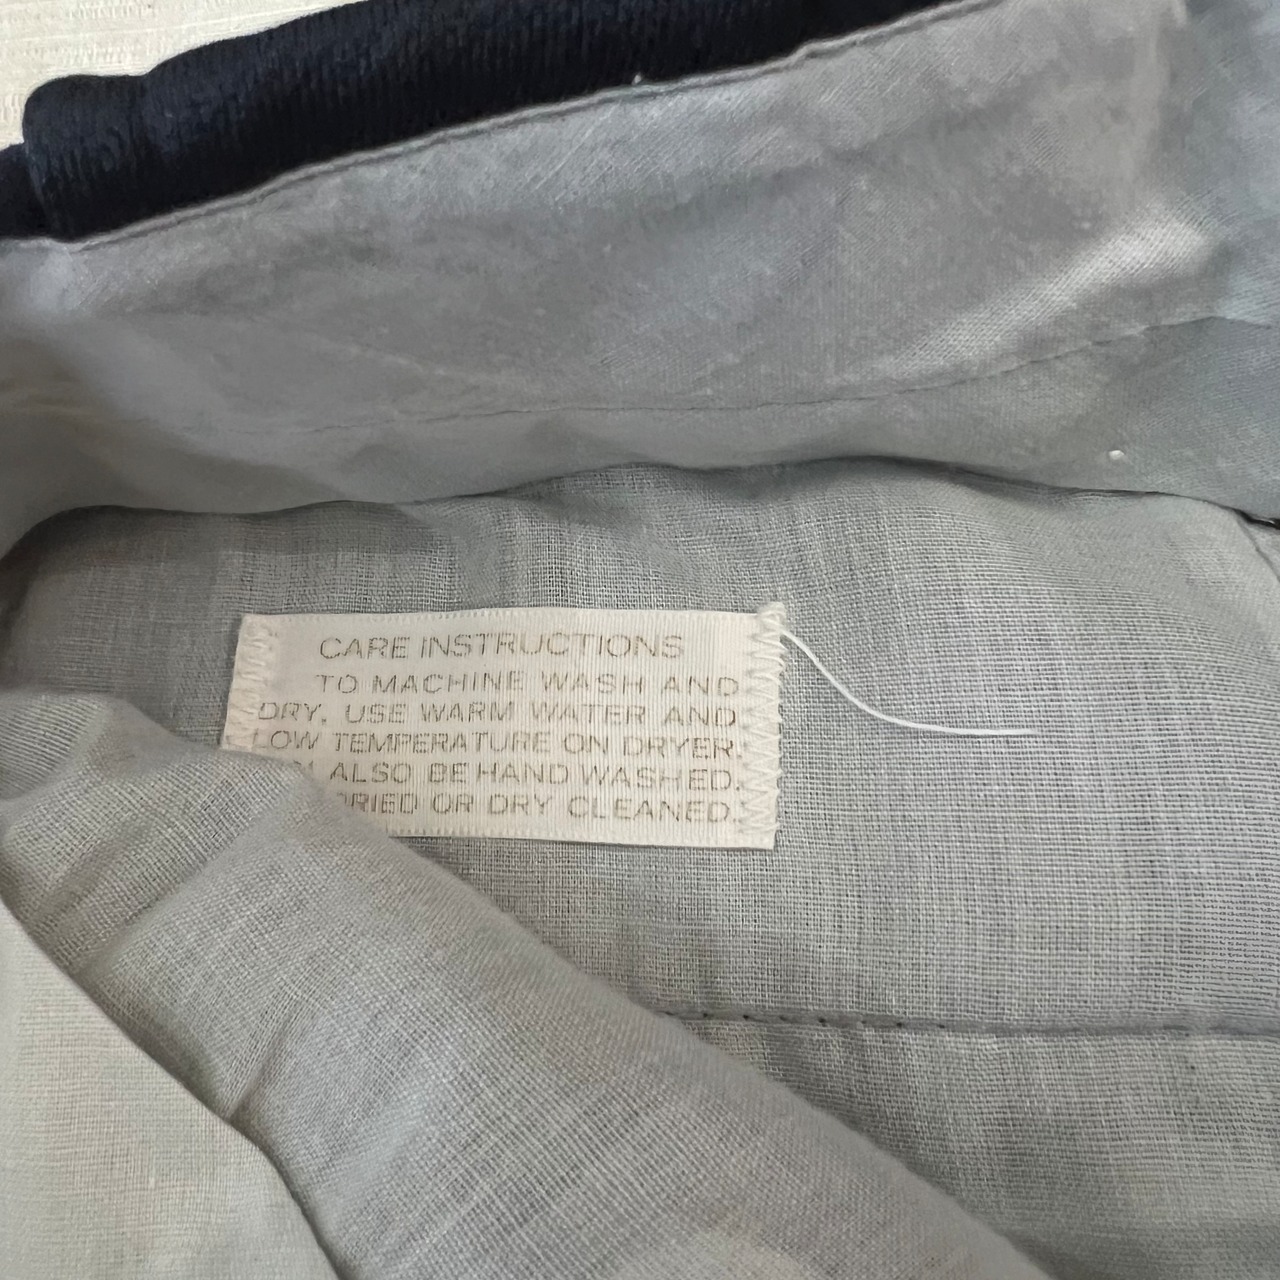 CARE INSTRUCTIONS
TO MACHINE WASH AND
DRY, USE WARM WATER AND
LOW TEMPERATURE ON DRYER.
ALSO BE HAND WASHED,
DRIED OR DRY CLEANED.